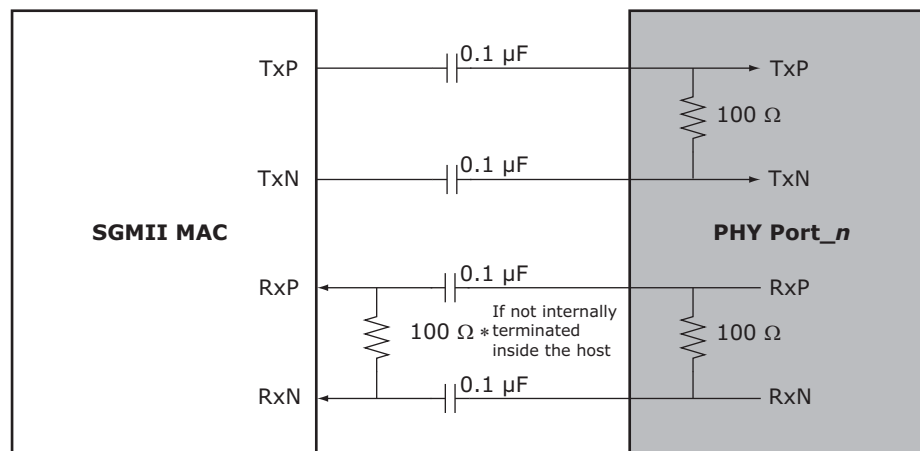 0.1 µF
TxP
TxP
100 Ω
0.1 µF
TxN
TxN
SGMII MAC
PHY Port_n
0.1 µF
RxP
RxP
100 Ω *
If not internally
terminated
inside the host
100 Ω
0.1 µF
RxN
RxN